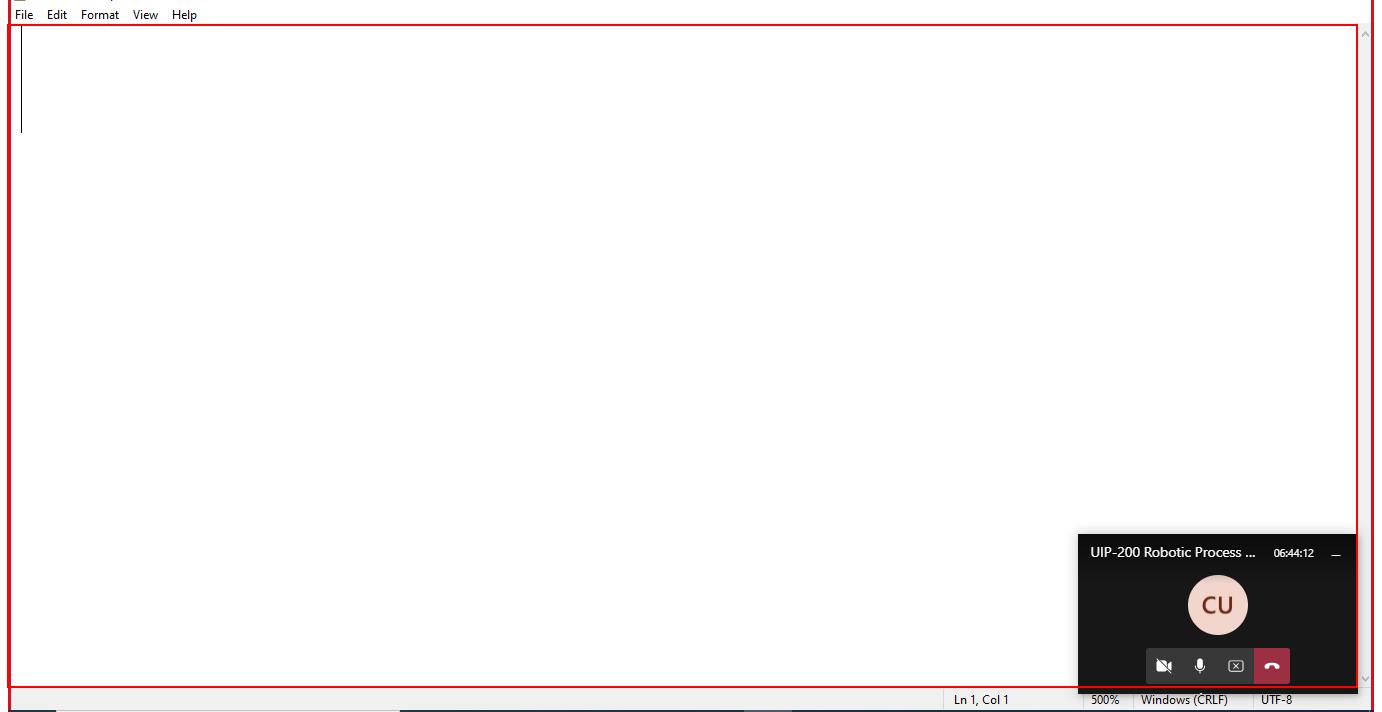 File Edit Format View Help
UIP-200 Robotic Process ... 06:44:12
CU
Ln 1, Col 1 500% Windows (CRLF) UTF-8